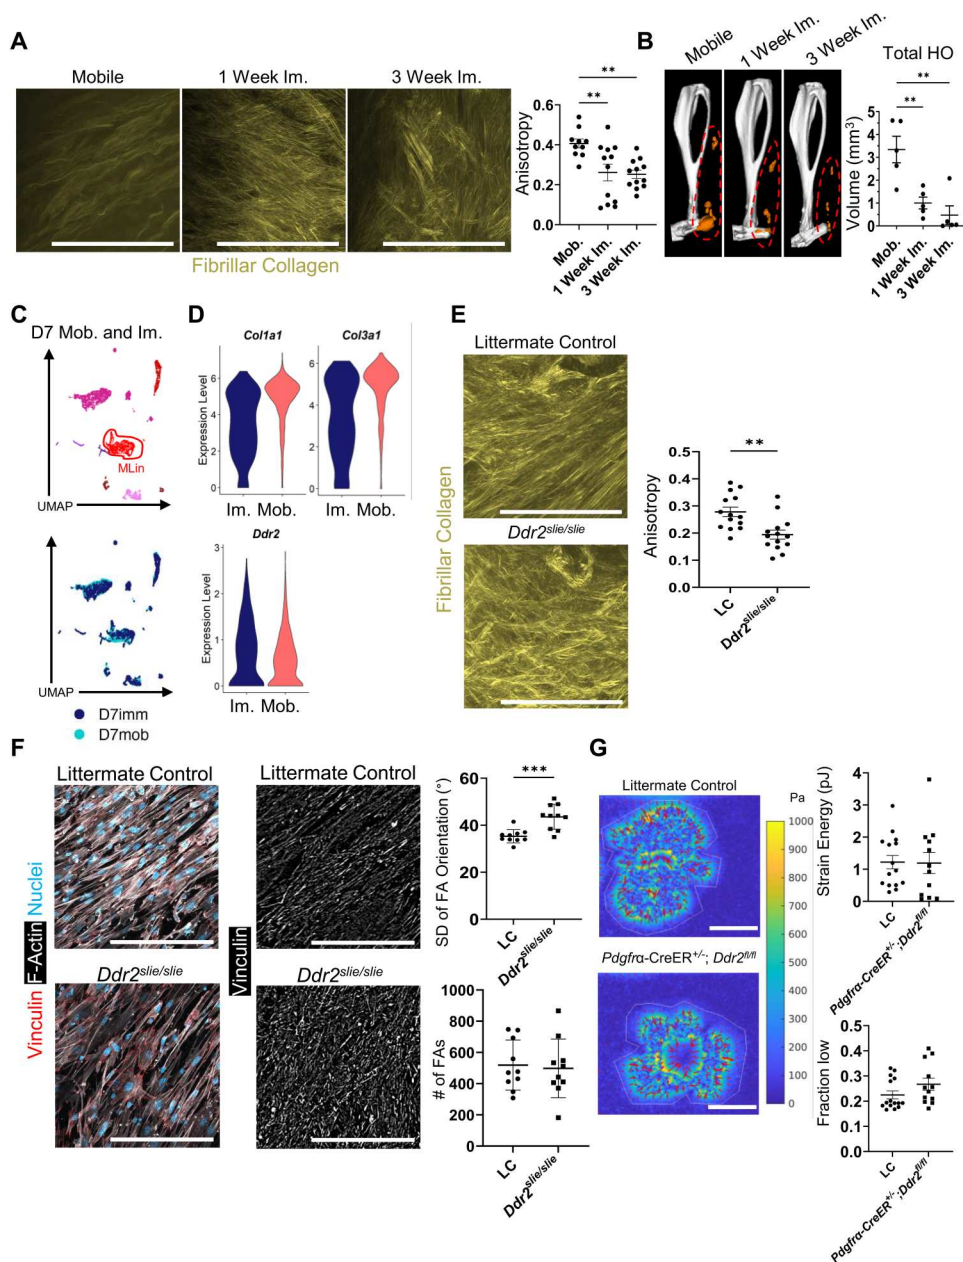 A
Mobile
1 Week Im.
3 Week Im.
Fibrillar Collagen
Anisotropy
0.6
0.4
0.2
0.0
**
**
Mob.
1 Week Im.
3 Week Im.
B
Mobile
1 Week Im.
3 Week Im.
Total HO
**
**
Volume (mm³)
5
4
3
2
1
0
Mob.
1 Week Im.
3 Week Im.
C
D7 Mob. and Im.
MLin
UMAP
UMAP
D7imm
D7mob
D
Col1a1
Col3a1
Expression Level
6
4
2
0
Im. Mob.
Expression Level
6
4
2
0
Im. Mob.
Ddr2
Expression Level
3
2
1
0
Im. Mob.
E
Littermate Control
Ddr2slie/slie
Fibrillar Collagen
Anisotropy
0.5
0.4
0.3
0.2
0.1
0.0
**
LC
Ddr2slie/slie
F
Littermate Control
Littermate Control
Ddr2slie/slie
Ddr2slie/slie
Vinculin F-Actin Nuclei
Vinculin
SD of FA Orientation (°)
60
40
20
0
***
LC
Ddr2slie/slie
# of FAs
1000
800
600
400
200
0
LC
Ddr2slie/slie
G
Littermate Control
Pdgfrα-CreER+/-; Ddr2fl/fl
Pa
1000
900
800
700
600
500
400
300
200
100
0
Strain Energy (pJ)
4
3
2
1
0
LC
Pdgfrα-CreER+/-;Ddr2fl/fl
Fraction low
0.5
0.4
0.3
0.2
0.1
0.0
LC
Pdgfrα-CreER+/-;Ddr2fl/fl